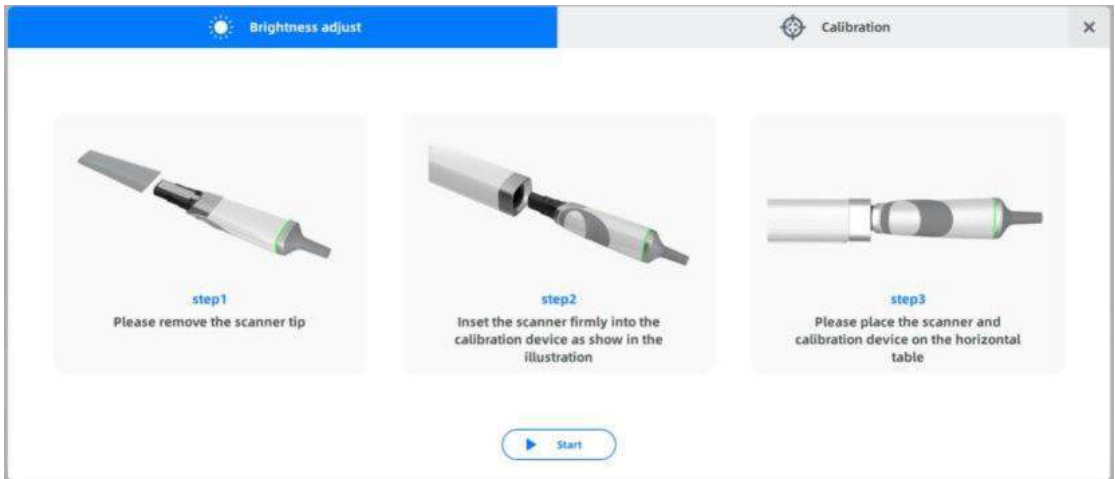 Brightness adjust
Calibration
step1
Please remove the scanner tip
step2
Inset the scanner firmly into the
calibration device as show in the
illustration
step3
Please place the scanner and
calibration device on the horizontal
table
Start